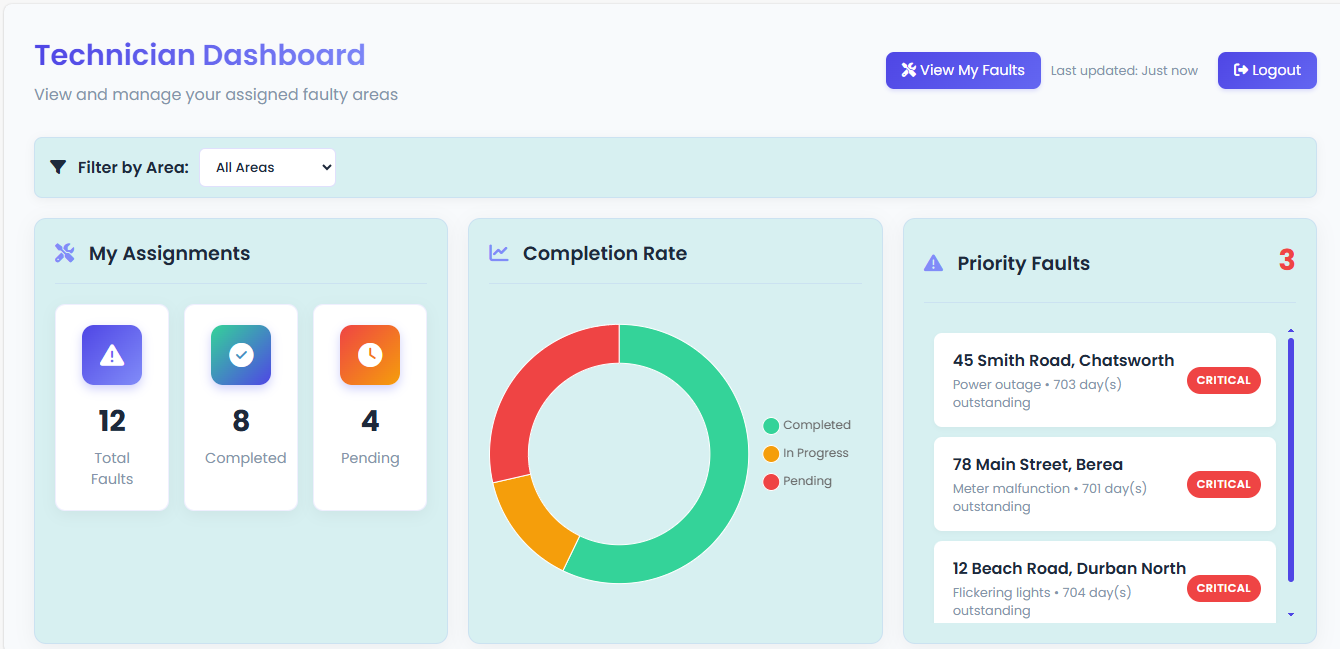 Technician Dashboard
View and manage your assigned faulty areas
View My Faults
Last updated: Just now
Logout
Filter by Area:
All Areas
My Assignments
12
Total
Faults
8
Completed
4
Pending
Completion Rate
Completed
In Progress
Pending
Priority Faults
3
45 Smith Road, Chatsworth
Power outage • 703 day(s)
outstanding
CRITICAL
78 Main Street, Berea
Meter malfunction • 701 day(s)
outstanding
CRITICAL
12 Beach Road, Durban North
Flickering lights • 704 day(s)
outstanding
CRITICAL